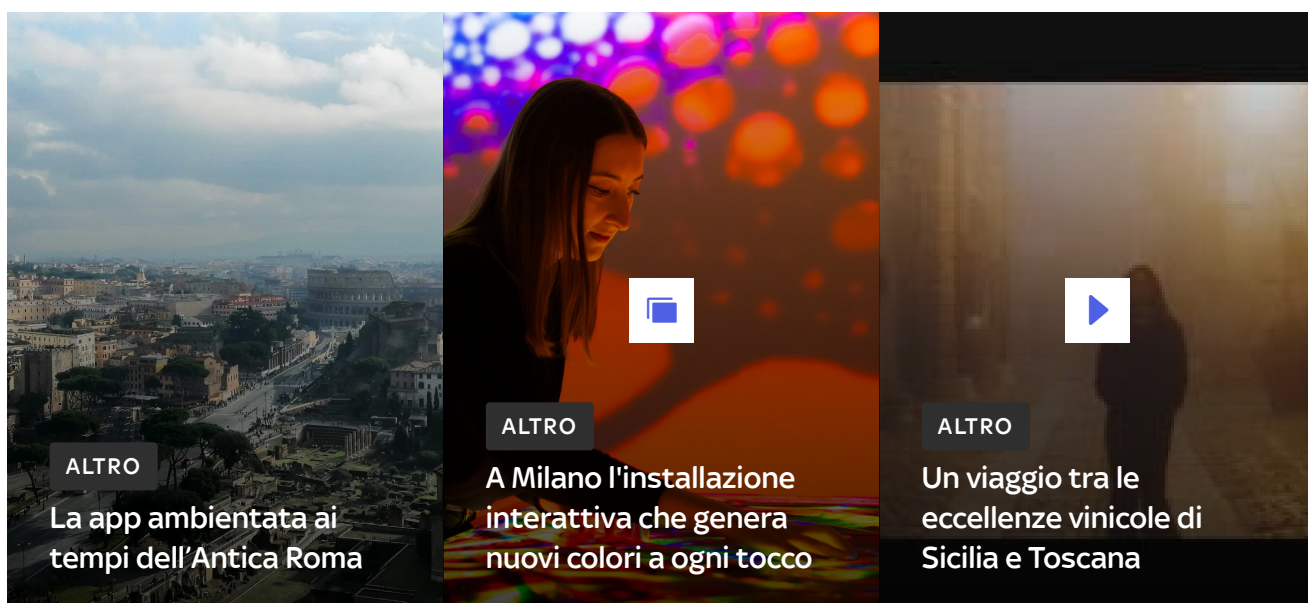 ALTRO
La app ambientata ai
tempi dell’Antica Roma
ALTRO
A Milano l'installazione
interattiva che genera
nuovi colori a ogni tocco
ALTRO
Un viaggio tra le
eccellenze vinicole di
Sicilia e Toscana